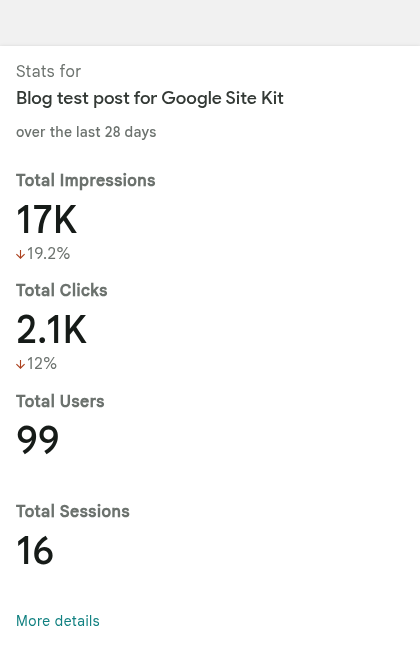 Stats for
Blog test post for Google Site Kit
over the last 28 days
Total Impressions
17K
↓19.2%
Total Clicks
2.1K
↓12%
Total Users
99
Total Sessions
16
More details